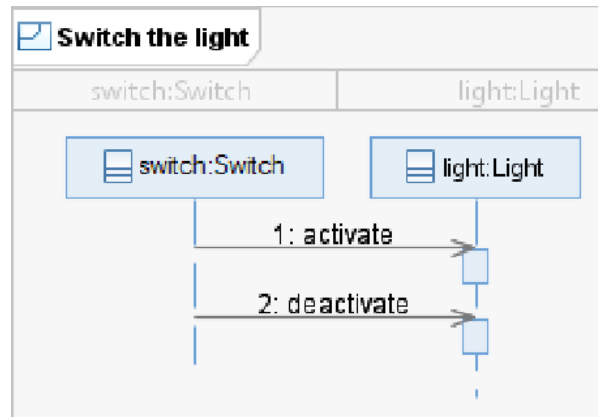 Switch the light
switch:Switch light:Light
switch:Switch light:Light
1: activate
2: deactivate